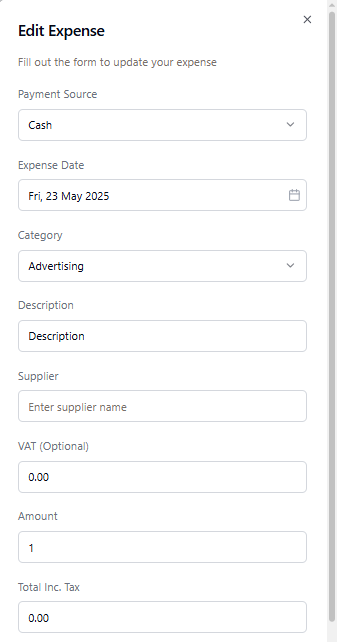 Edit Expense
Fill out the form to update your expense
Payment Source
Cash
Expense Date
Fri, 23 May 2025
Category
Advertising
Description
Description
Supplier
Enter supplier name
VAT (Optional)
0.00
Amount
1
Total Inc. Tax
0.00